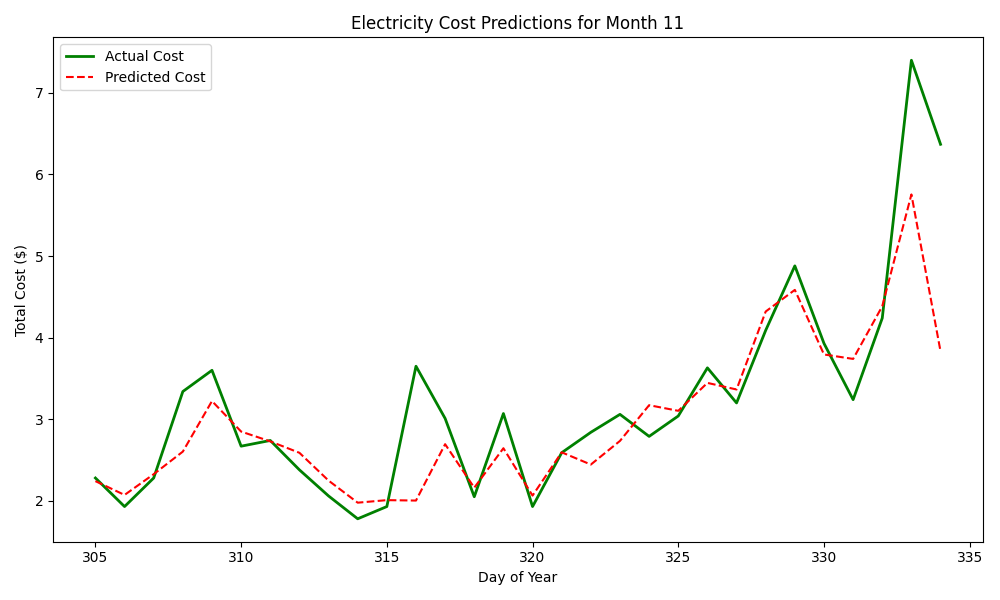 Electricity Cost Predictions for Month 11
Actual Cost
Predicted Cost
Total Cost ($)
7
6
5
4
3
2
305 310 315 320 325 330 335
Day of Year